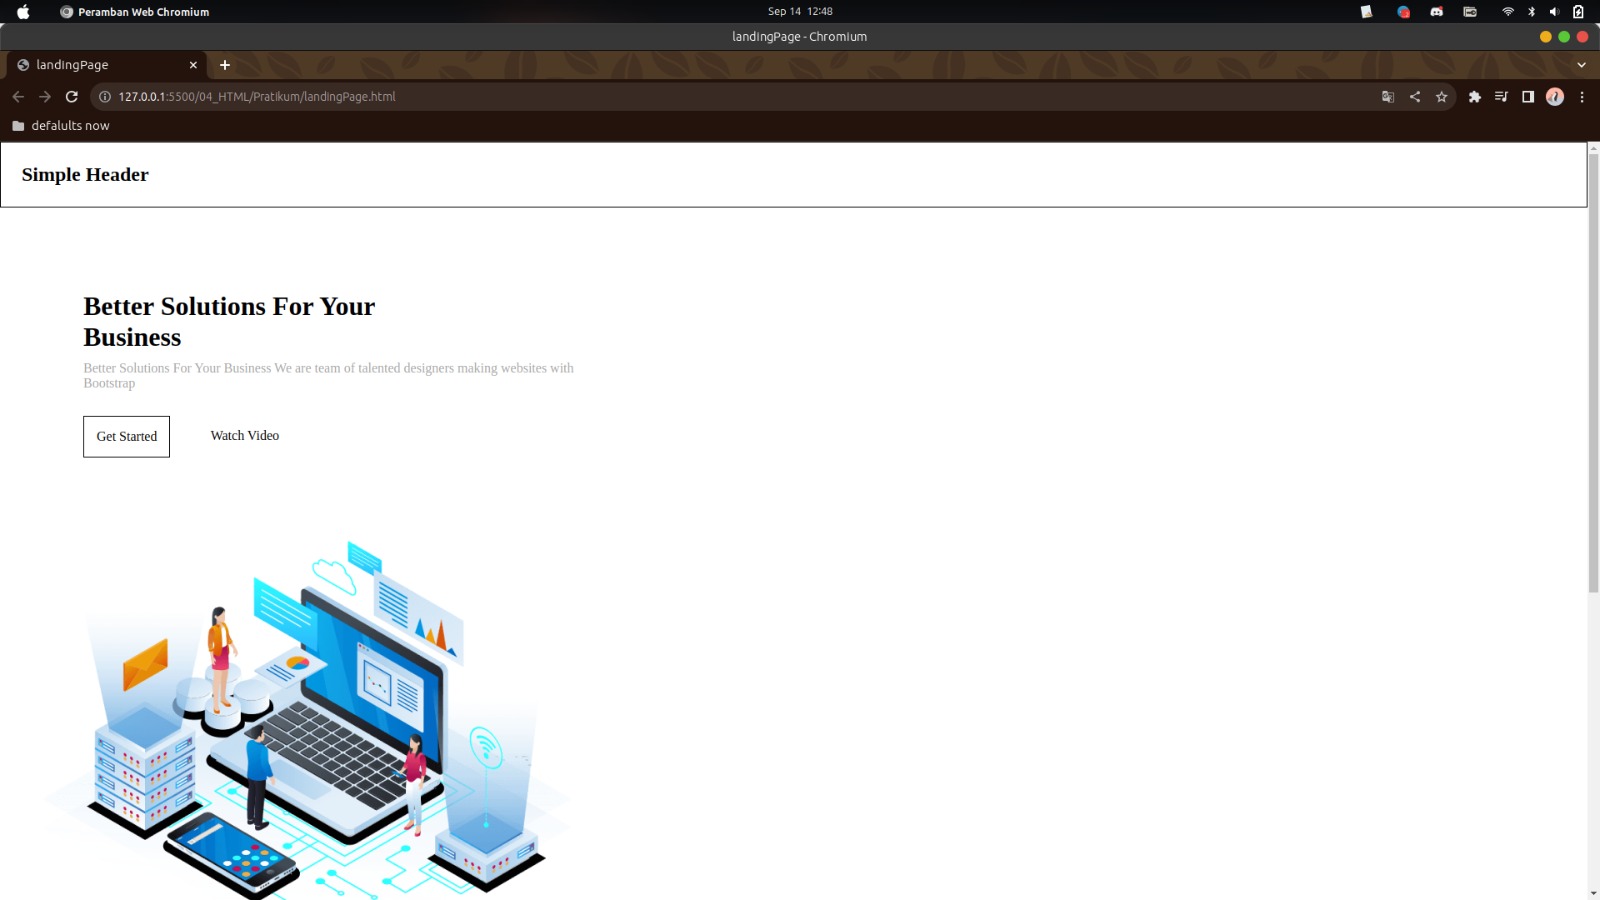 Peramban Web Chromium
Sep 14 12:48
landingPage - Chromium
landingPage
127.0.0.1:5500/04_HTML/Pratikum/landingPage.html
defalults now
Simple Header
Better Solutions For Your
Business
Better Solutions For Your Business We are team of talented designers making websites with
Bootstrap
Get Started
Watch Video